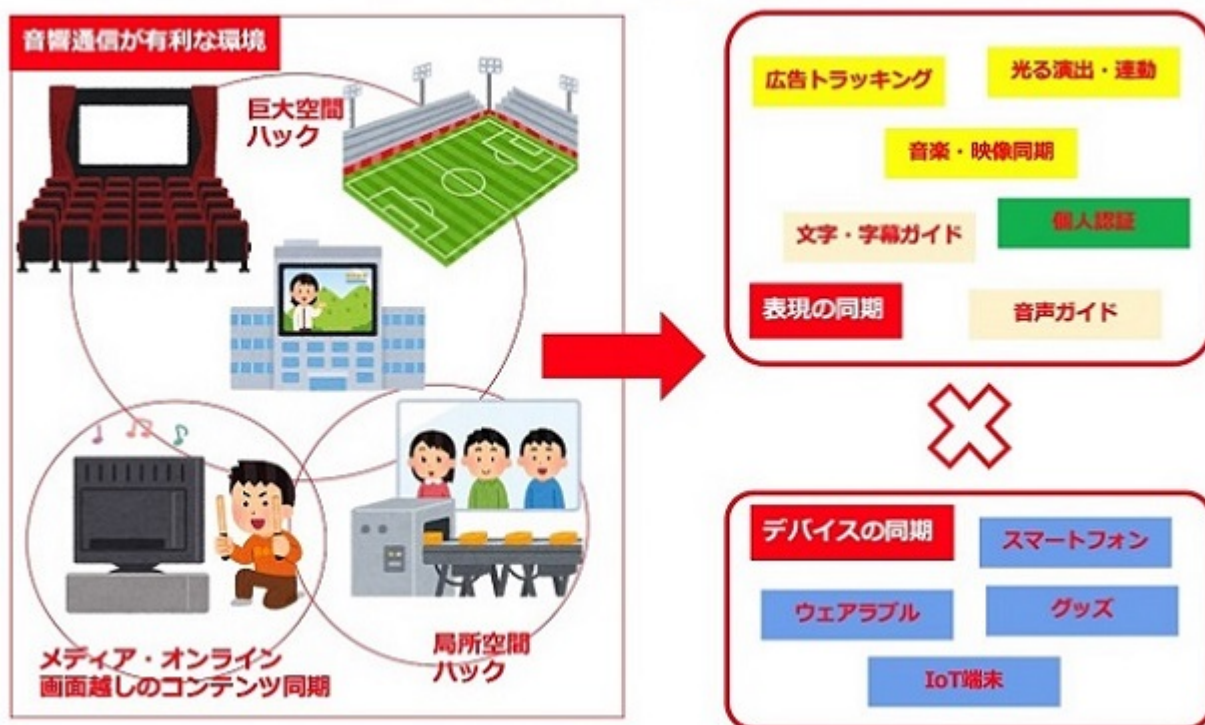 音響通信が有利な環境
巨大空間
ハック
メディア・オンライン
画面越しのコンテンツ同期
局所空間
ハック
広告トラッキング
光る演出・連動
音楽・映像同期
文字・字幕ガイド
個人認証
表現の同期
音声ガイド
デバイスの同期
スマートフォン
ウェアラブル
グッズ
IoT端末